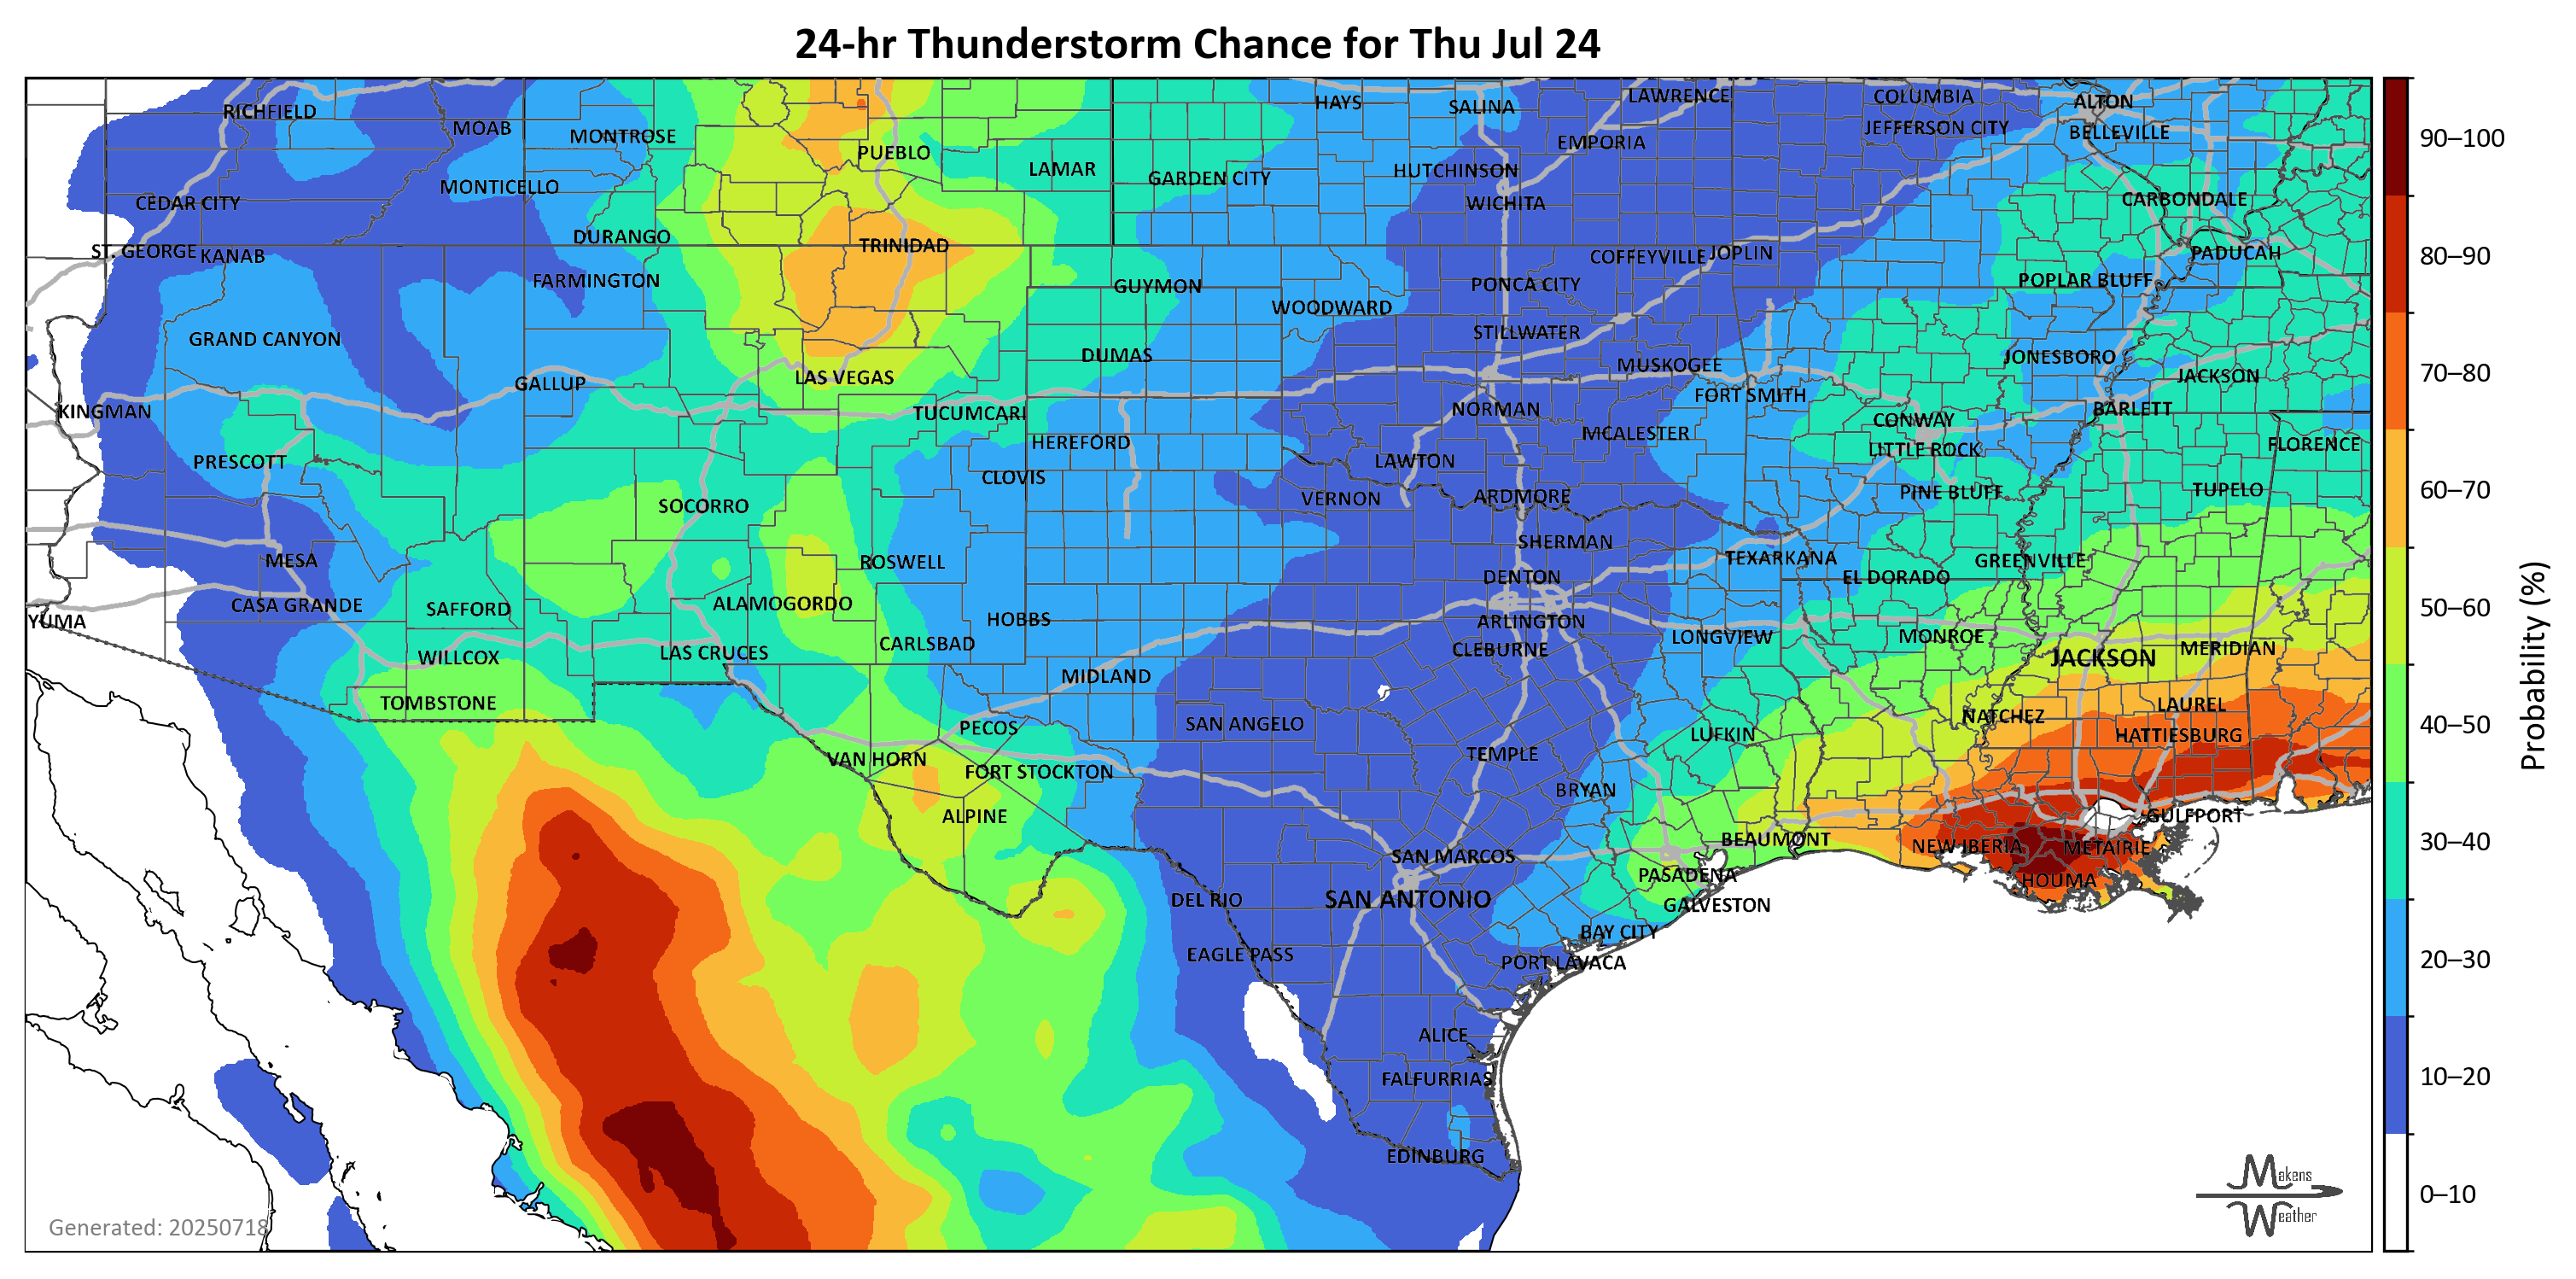 24-hr Thunderstorm Chance for Thu Jul 24
RICHFIELD
MOAB
MONTROSE
PUEBLO
LAMAR
HAYS
SALINA
LAWRENCE
COLUMBIA
ALTON
EMPORIA
JEFFERSON CITY
BELLEVILLE
90–100
MONTICELLO
GARDEN CITY
HUTCHINSON
CEDAR CITY
WICHITA
CARBONDALE
DURANGO
TRINIDAD
ST. GEORGE
KANAB
COFFEYVILLE
JOPLIN
PADUCAH
80–90
FARMINGTON
GUYMON
PONCA CITY
POPLAR BLUFF
WOODWARD
GRAND CANYON
STILLWATER
DUMAS
MUSKOGEE
JONESBORO
70–80
GALLUP
LAS VEGAS
JACKSON
KINGMAN
TUCUMCARI
NORMAN
FORT SMITH
BARLETT
PRESCOTT
HEREFORD
MCALESTER
CONWAY
LITTLE ROCK
FLORENCE
CLOVIS
LAWTON
SOCORRO
VERNON
ARDMORE
PINE BLUFF
TUPELO
60–70
MESA
ROSWELL
SHERMAN
TEXARKANA
GREENVILLE
CASA GRANDE
SAFFORD
ALAMOGORDO
DENTON
EL DORADO
50–60
YUMA
HOBBS
ARLINGTON
WILLCOX
LAS CRUCES
CARLSBAD
CLEBURNE
LONGVIEW
MONROE
JACKSON
MERIDIAN
Probability (%)
TOMBSTONE
MIDLAND
PECOS
SAN ANGELO
LUFKIN
NATCHEZ
LAUREL
HATTIESBURG
40–50
VAN HORN
FORT STOCKTON
TEMPLE
BRYAN
ALPINE
GULFPORT
SAN MARCOS
BEAUMONT
NEW IBERIA
METAIRIE
30–40
DEL RIO
SAN ANTONIO
PASADENA
GALVESTON
HOUMA
EAGLE PASS
BAY CITY
PORT LAVACA
20–30
ALICE
FALFURRIAS
10–20
EDINBURG
Makens
Weather
0–10
Generated: 20250718